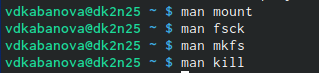 vdkabanova@dk2n25 ~ $ man mount
vdkabanova@dk2n25 ~ $ man fsck
vdkabanova@dk2n25 ~ $ man mkfs
vdkabanova@dk2n25 ~ $ man kill